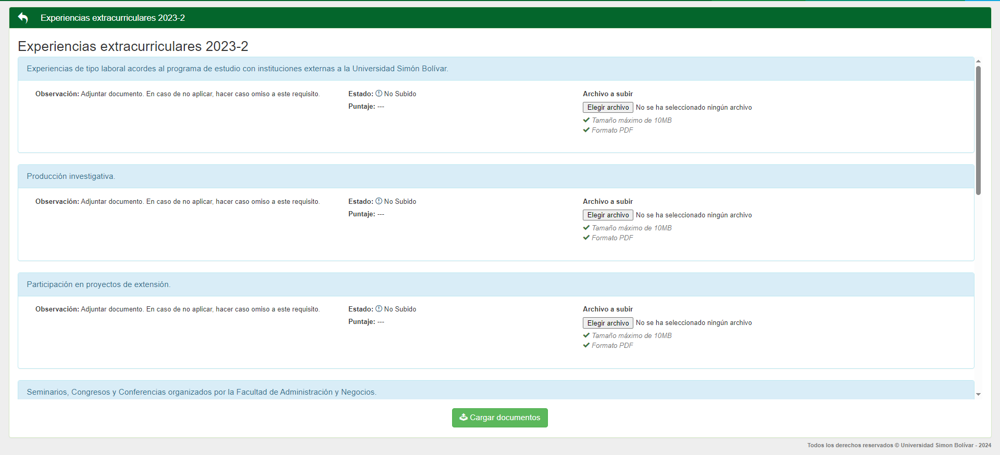 Experiencias extracurriculares 2023-2
Experiencias extracurriculares 2023-2
Experiencias de tipo laboral acordes al programa de estudio con instituciones externas a la Universidad Simón Bolívar.
Observación: Adjuntar documento. En caso de no aplicar, hacer caso omiso a este requisito.
Estado: No Subido
Puntaje: ---
Archivo a subir
Elegir archivo No se ha seleccionado ningún archivo
Tamaño máximo de 10MB
Formato PDF
Producción investigativa.
Observación: Adjuntar documento. En caso de no aplicar, hacer caso omiso a este requisito.
Estado: No Subido
Puntaje: ---
Archivo a subir
Elegir archivo No se ha seleccionado ningún archivo
Tamaño máximo de 10MB
Formato PDF
Participación en proyectos de extensión.
Observación: Adjuntar documento. En caso de no aplicar, hacer caso omiso a este requisito.
Estado: No Subido
Puntaje: ---
Archivo a subir
Elegir archivo No se ha seleccionado ningún archivo
Tamaño máximo de 10MB
Formato PDF
Seminarios, Congresos y Conferencias organizados por la Facultad de Administración y Negocios.
Cargar documentos
Todos los derechos reservados © Universidad Simon Bolívar - 2024